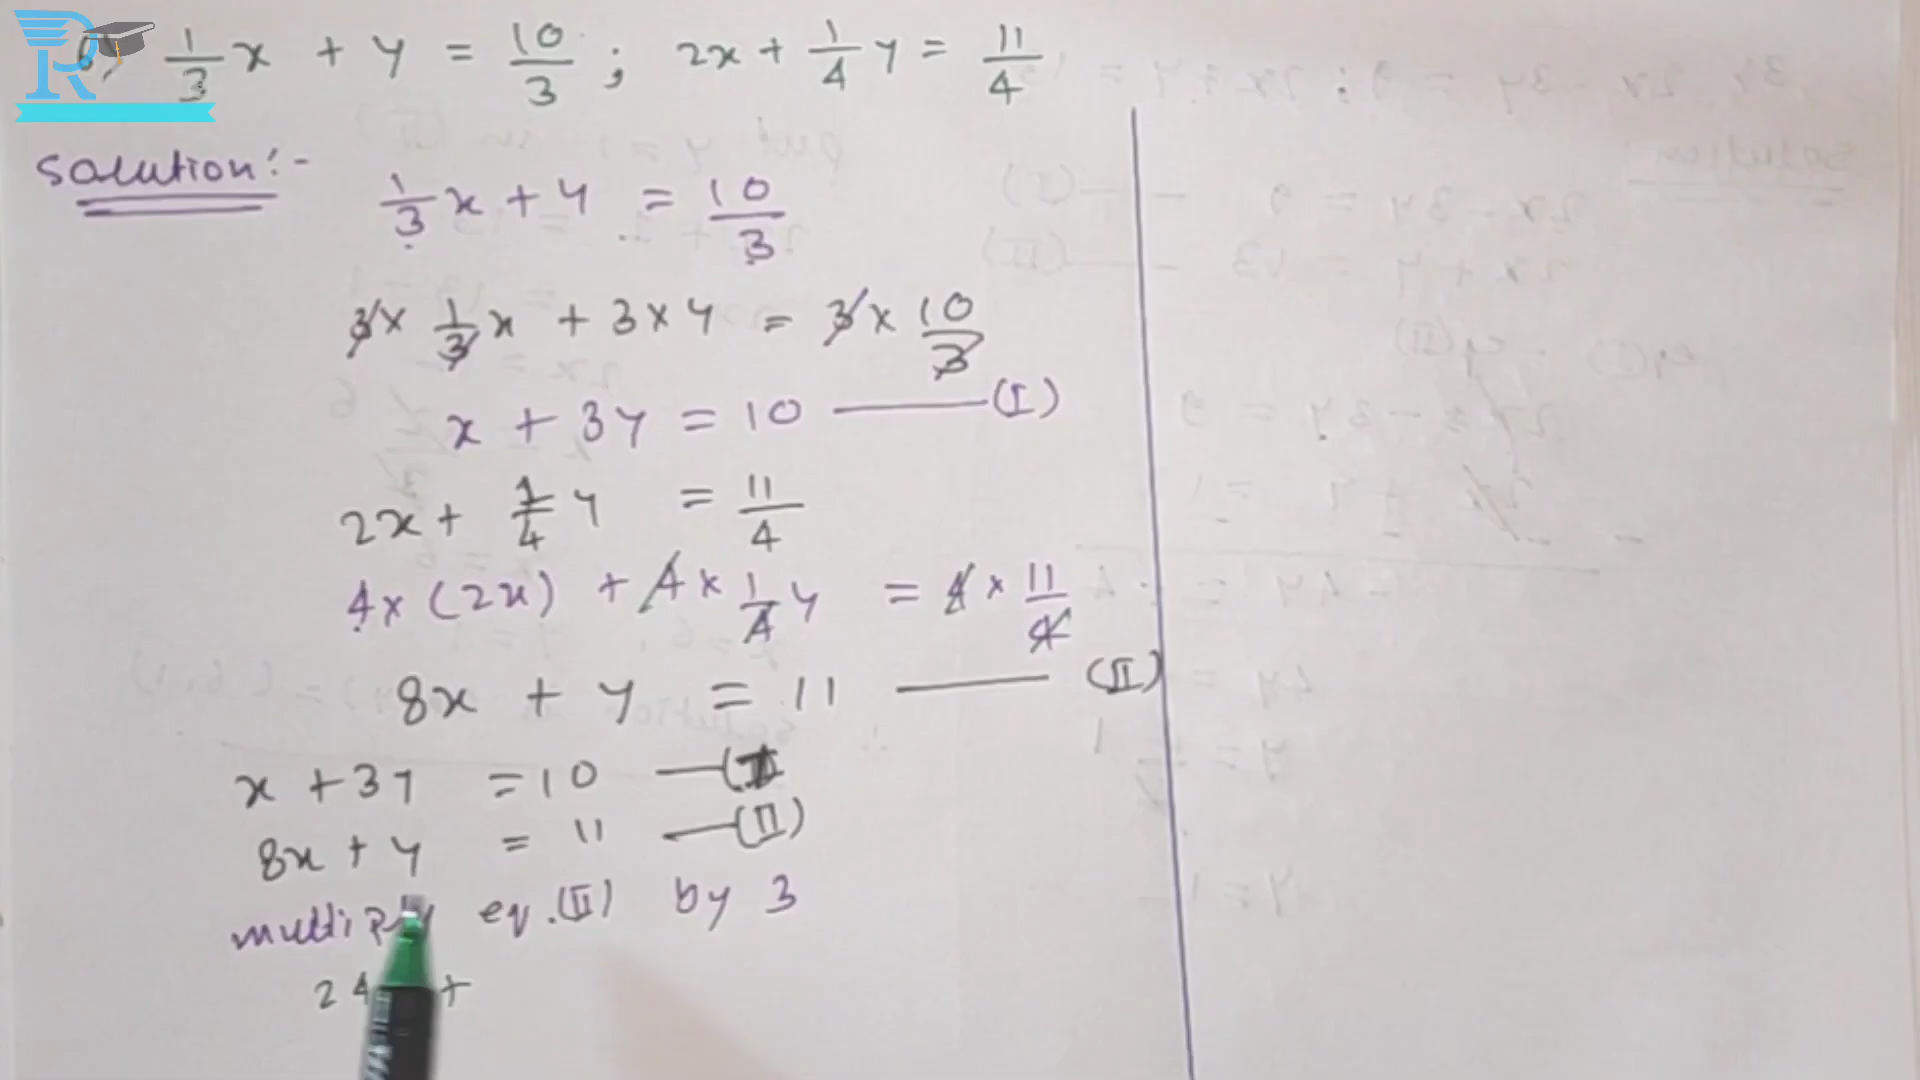 6) 1/3 x + y = 10/3 ; 2x + 1/4 y = 11/4
Solution:-
1/3 x + y = 10/3
3 x 1/3 x + 3 x y = 3 x 10/3
x + 3y = 10 —— (I)
2x + 1/4 y = 11/4
4 x (2x) + 4 x 1/4 y = 4 x 11/4
8x + y = 11 —— (II)
x + 3y = 10 —— (I
8x + y = 11 —— (II)
multiply eq.(II) by 3
24 +